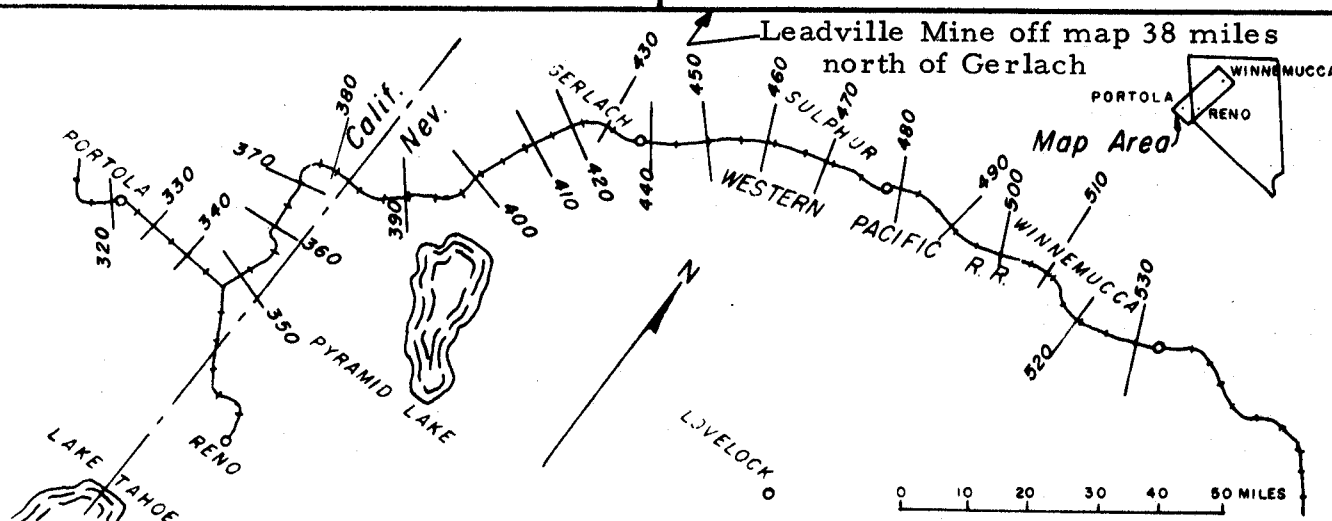 Leadville Mine off map 38 miles
north of Gerlach
WINNEMUCCA
PORTOLA
RENO
Map Area
PORTOLA
320
330
340
350
360
370
380
Calif.
Nev.
390
400
410
420
GERLACH
430
440
450
460
SULPHUR
470
480
490
500
510
WINNEMUCCA
520
530
WESTERN PACIFIC R.R.
PYRAMID LAKE
N
LAKE TAHOE
RENO
LOVELOCK
0 10 20 30 40 50 MILES